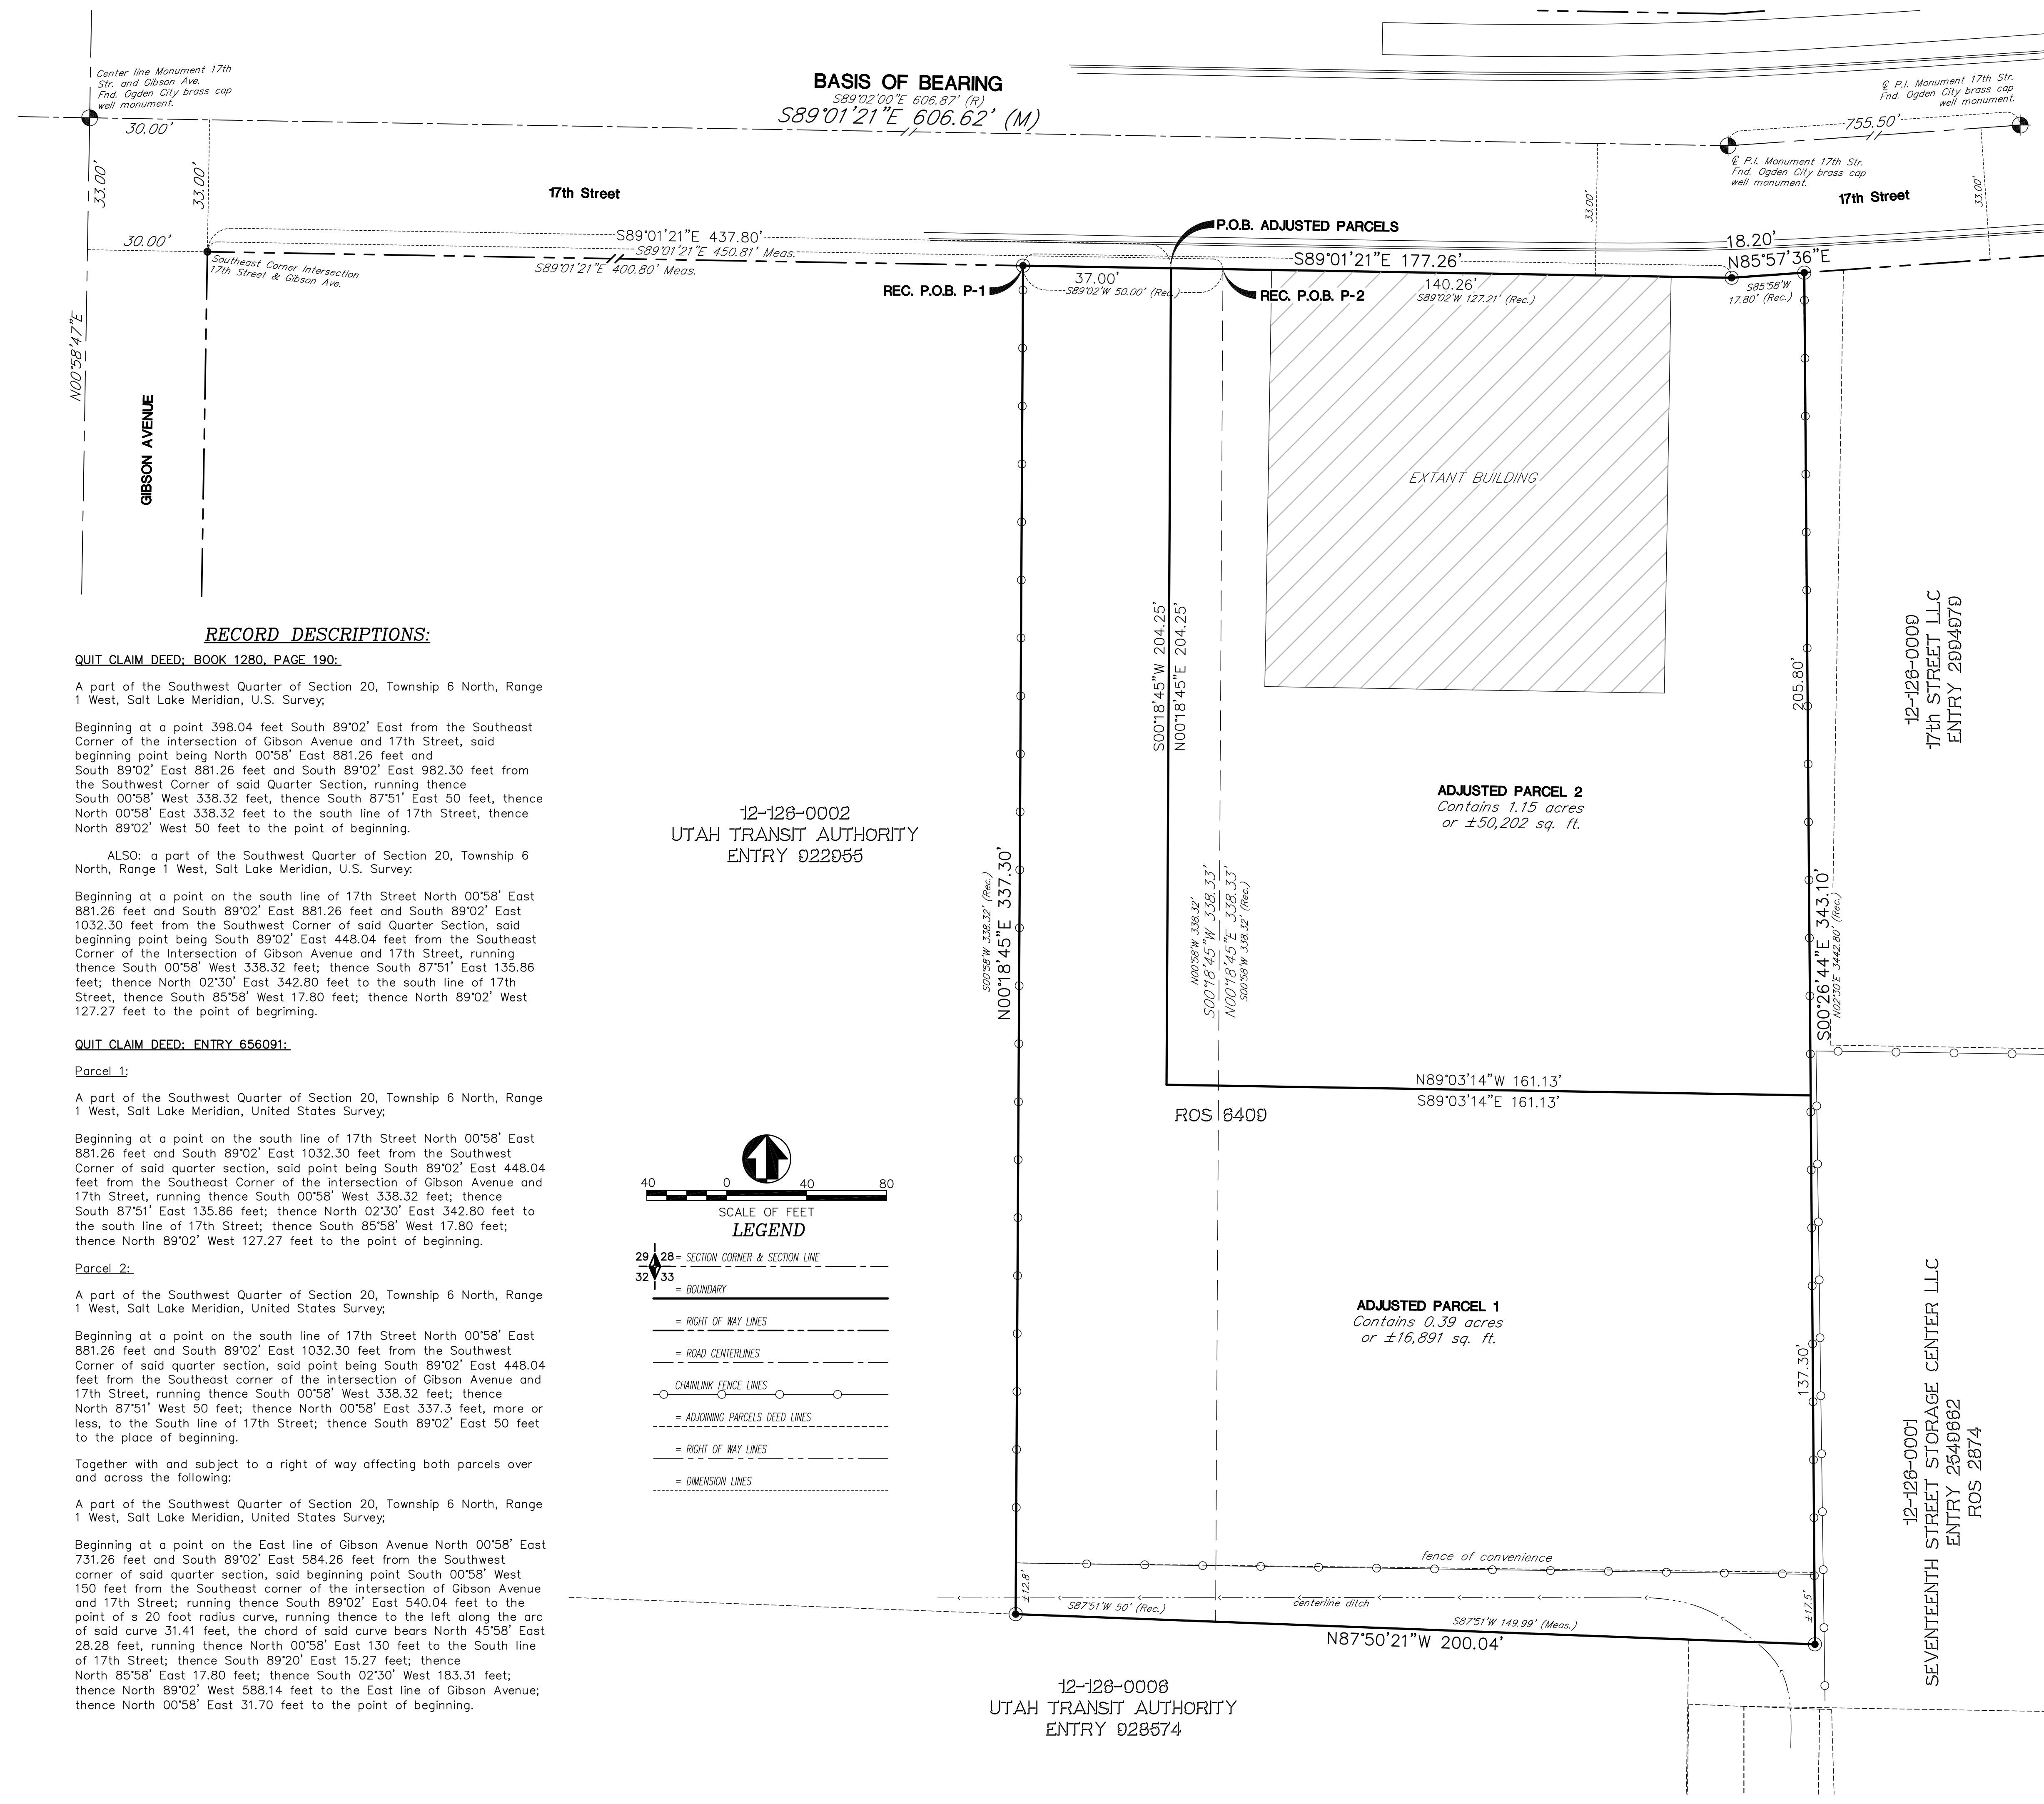 Center line Monument 17th
Str. and Gibson Ave.
Fnd. Ogden City brass cap
well monument.
30.00'
33.00'
33.00'
30.00'
BASIS OF BEARING
S89°02'00"E 606.87' (R)
S89°01'21"E 606.62' (M)
℄ P.I. Monument 17th Str.
Fnd. Ogden City brass cap
well monument.
755.50'
℄ P.I. Monument 17th Str.
Fnd. Ogden City brass cap
well monument.
17th Street
17th Street
33.00'
33.00'
S89°01'21"E 437.80'
S89°01'21"E 450.81' Meas.
S89°01'21"E 400.80' Meas.
Southeast Corner Intersection
17th Street & Gibson Ave.
P.O.B. ADJUSTED PARCELS
REC. P.O.B. P-1
37.00'
S89°02'W 50.00' (Rec.)
REC. P.O.B. P-2
S89°01'21"E 177.26'
140.26'
S89°02'W 127.21' (Rec.)
18.20'
N85°57'36"E
S85°58'W
17.80' (Rec.)
N00°58'47"E
GIBSON AVENUE
EXTANT BUILDING
S00°18'45"W 204.25'
N00°18'45"E 204.25'
205.80'
12-126-0009
17th STREET LLC
ENTRY 2994979
RECORD DESCRIPTIONS:
QUIT CLAIM DEED; BOOK 1280, PAGE 190:
A part of the Southwest Quarter of Section 20, Township 6 North, Range
1 West, Salt Lake Meridian, U.S. Survey;
Beginning at a point 398.04 feet South 89°02' East from the Southeast
Corner of the intersection of Gibson Avenue and 17th Street, said
beginning point being North 00°58' East 881.26 feet and
South 89°02' East 881.26 feet and South 89°02' East 982.30 feet from
the Southwest Corner of said Quarter Section, running thence
South 00°58' West 338.32 feet, thence South 87°51' East 50 feet, thence
North 00°58' East 338.32 feet to the south line of 17th Street, thence
North 89°02' West 50 feet to the point of beginning.
ALSO: a part of the Southwest Quarter of Section 20, Township 6
North, Range 1 West, Salt Lake Meridian, U.S. Survey:
Beginning at a point on the south line of 17th Street North 00°58' East
881.26 feet and South 89°02' East 881.26 feet and South 89°02' East
1032.30 feet from the Southwest Corner of said Quarter Section, said
beginning point being South 89°02' East 448.04 feet from the Southeast
Corner of the Intersection of Gibson Avenue and 17th Street, running
thence South 00°58' West 338.32 feet; thence South 87°51' East 135.86
feet; thence North 02°30' East 342.80 feet to the south line of 17th
Street, thence South 85°58' West 17.80 feet; thence North 89°02' West
127.27 feet to the point of begriming.
QUIT CLAIM DEED; ENTRY 656091:
Parcel 1:
A part of the Southwest Quarter of Section 20, Township 6 North, Range
1 West, Salt Lake Meridian, United States Survey;
Beginning at a point on the south line of 17th Street North 00°58' East
881.26 feet and South 89°02' East 1032.30 feet from the Southwest
Corner of said quarter section, said point being South 89°02' East 448.04
feet from the Southeast Corner of the intersection of Gibson Avenue and
17th Street, running thence South 00°58' West 338.32 feet; thence
South 87°51' East 135.86 feet; thence North 02°30' East 342.80 feet to
the south line of 17th Street; thence South 85°58' West 17.80 feet;
thence North 89°02' West 127.27 feet to the point of beginning.
Parcel 2:
A part of the Southwest Quarter of Section 20, Township 6 North, Range
1 West, Salt Lake Meridian, United States Survey;
Beginning at a point on the south line of 17th Street North 00°58' East
881.26 feet and South 89°02' East 1032.30 feet from the Southwest
Corner of said quarter section, said point being South 89°02' East 448.04
feet from the Southeast corner of the intersection of Gibson Avenue and
17th Street, running thence South 00°58' West 338.32 feet; thence
North 87°51' West 50 feet; thence North 00°58' East 337.3 feet, more or
less, to the South line of 17th Street; thence South 89°02' East 50 feet
to the place of beginning.
Together with and subject to a right of way affecting both parcels over
and across the following:
A part of the Southwest Quarter of Section 20, Township 6 North, Range
1 West, Salt Lake Meridian, United States Survey;
Beginning at a point on the East line of Gibson Avenue North 00°58' East
731.26 feet and South 89°02' East 584.26 feet from the Southwest
corner of said quarter section, said beginning point South 00°58' West
150 feet from the Southeast corner of the intersection of Gibson Avenue
and 17th Street; running thence South 89°02' East 540.04 feet to the
point of s 20 foot radius curve, running thence to the left along the arc
of said curve 31.41 feet, the chord of said curve bears North 45°58' East
28.28 feet, running thence North 00°58' East 130 feet to the South line
of 17th Street; thence South 89°20' East 15.27 feet; thence
North 85°58' East 17.80 feet; thence South 02°30' West 183.31 feet;
thence North 89°02' West 588.14 feet to the East line of Gibson Avenue;
thence North 00°58' East 31.70 feet to the point of beginning.
12-126-0002
UTAH TRANSIT AUTHORITY
ENTRY 922955
S00°58'W 338.32' (Rec.)
N00°18'45"E 337.30'
N00°58'W 338.32'
S00°18'45"W 338.33'
N00°18'45"E 338.33'
S00°58'W 338.32' (Rec.)
ADJUSTED PARCEL 2
Contains 1.15 acres
or ±50,202 sq. ft.
S00°26'44"E 343.10'
N02°30'E 3442.80' (Rec.)
N89°03'14"W 161.13'
S89°03'14"E 161.13'
ROS 6409
40 0 40 80
SCALE OF FEET
LEGEND
29 28 = SECTION CORNER & SECTION LINE
32 33
= BOUNDARY
= RIGHT OF WAY LINES
= ROAD CENTERLINES
CHAINLINK FENCE LINES
= ADJOINING PARCELS DEED LINES
= RIGHT OF WAY LINES
= DIMENSION LINES
ADJUSTED PARCEL 1
Contains 0.39 acres
or ±16,891 sq. ft.
137.30'
12-126-0001
SEVENTEENTH STREET STORAGE CENTER LLC
ENTRY 2549662
ROS 2874
fence of convenience
±12.8'
centerline ditch
±17.5'
S87°51'W 50' (Rec.)
S87°51'W 149.99' (Meas.)
N87°50'21"W 200.04'
12-126-0006
UTAH TRANSIT AUTHORITY
ENTRY 928574